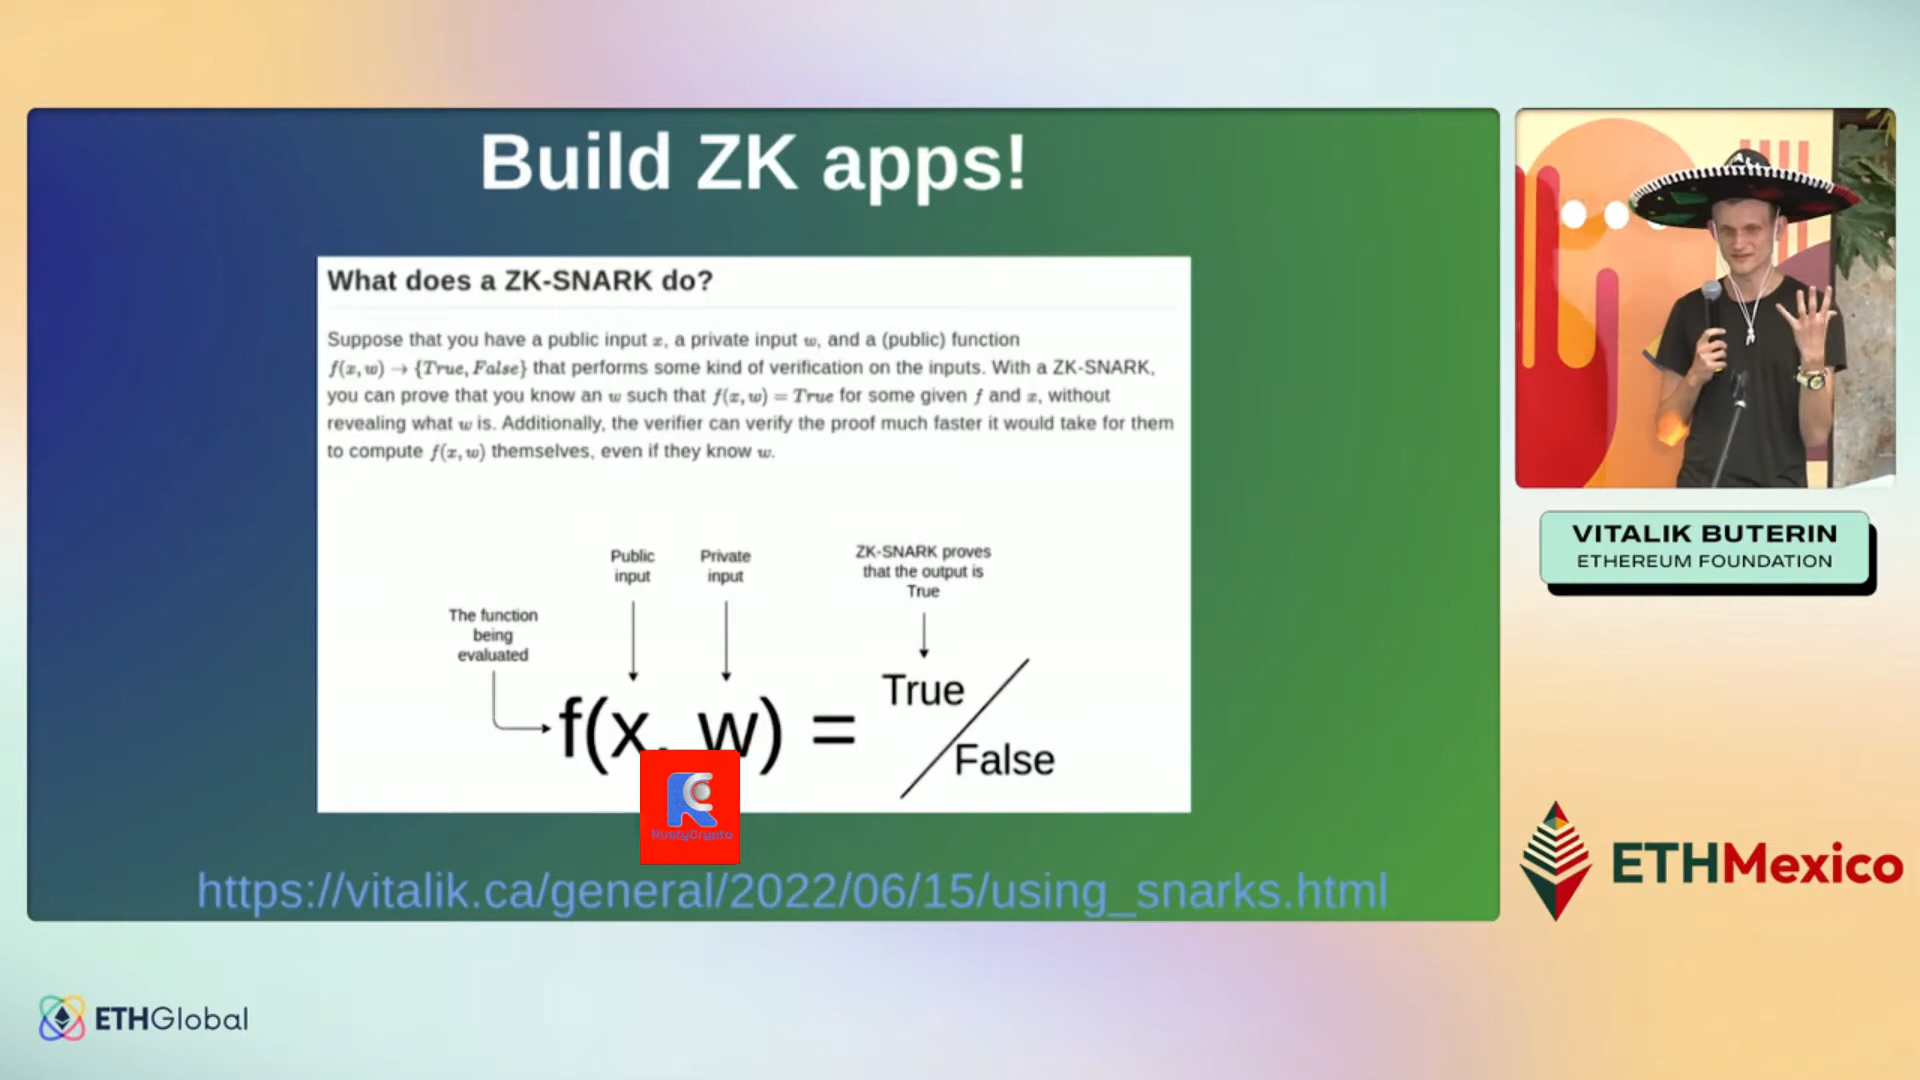 Build ZK apps!
What does a ZK-SNARK do?
Suppose that you have a public input x, a private input w, and a (public) function
f(x, w) → {True, False} that performs some kind of verification on the inputs. With a ZK-SNARK,
you can prove that you know an w such that f(x, w) = True for some given f and x, without
revealing what w is. Additionally, the verifier can verify the proof much faster it would take for them
to compute f(x, w) themselves, even if they know w.
Public
input
Private
input
ZK-SNARK proves
that the output is
True
The function
being
evaluated
f(x, w) =
True
False
RustyCrypto
https://vitalik.ca/general/2022/06/15/using_snarks.html
VITALIK BUTERIN
ETHEREUM FOUNDATION
ETHMexico
ETHGlobal